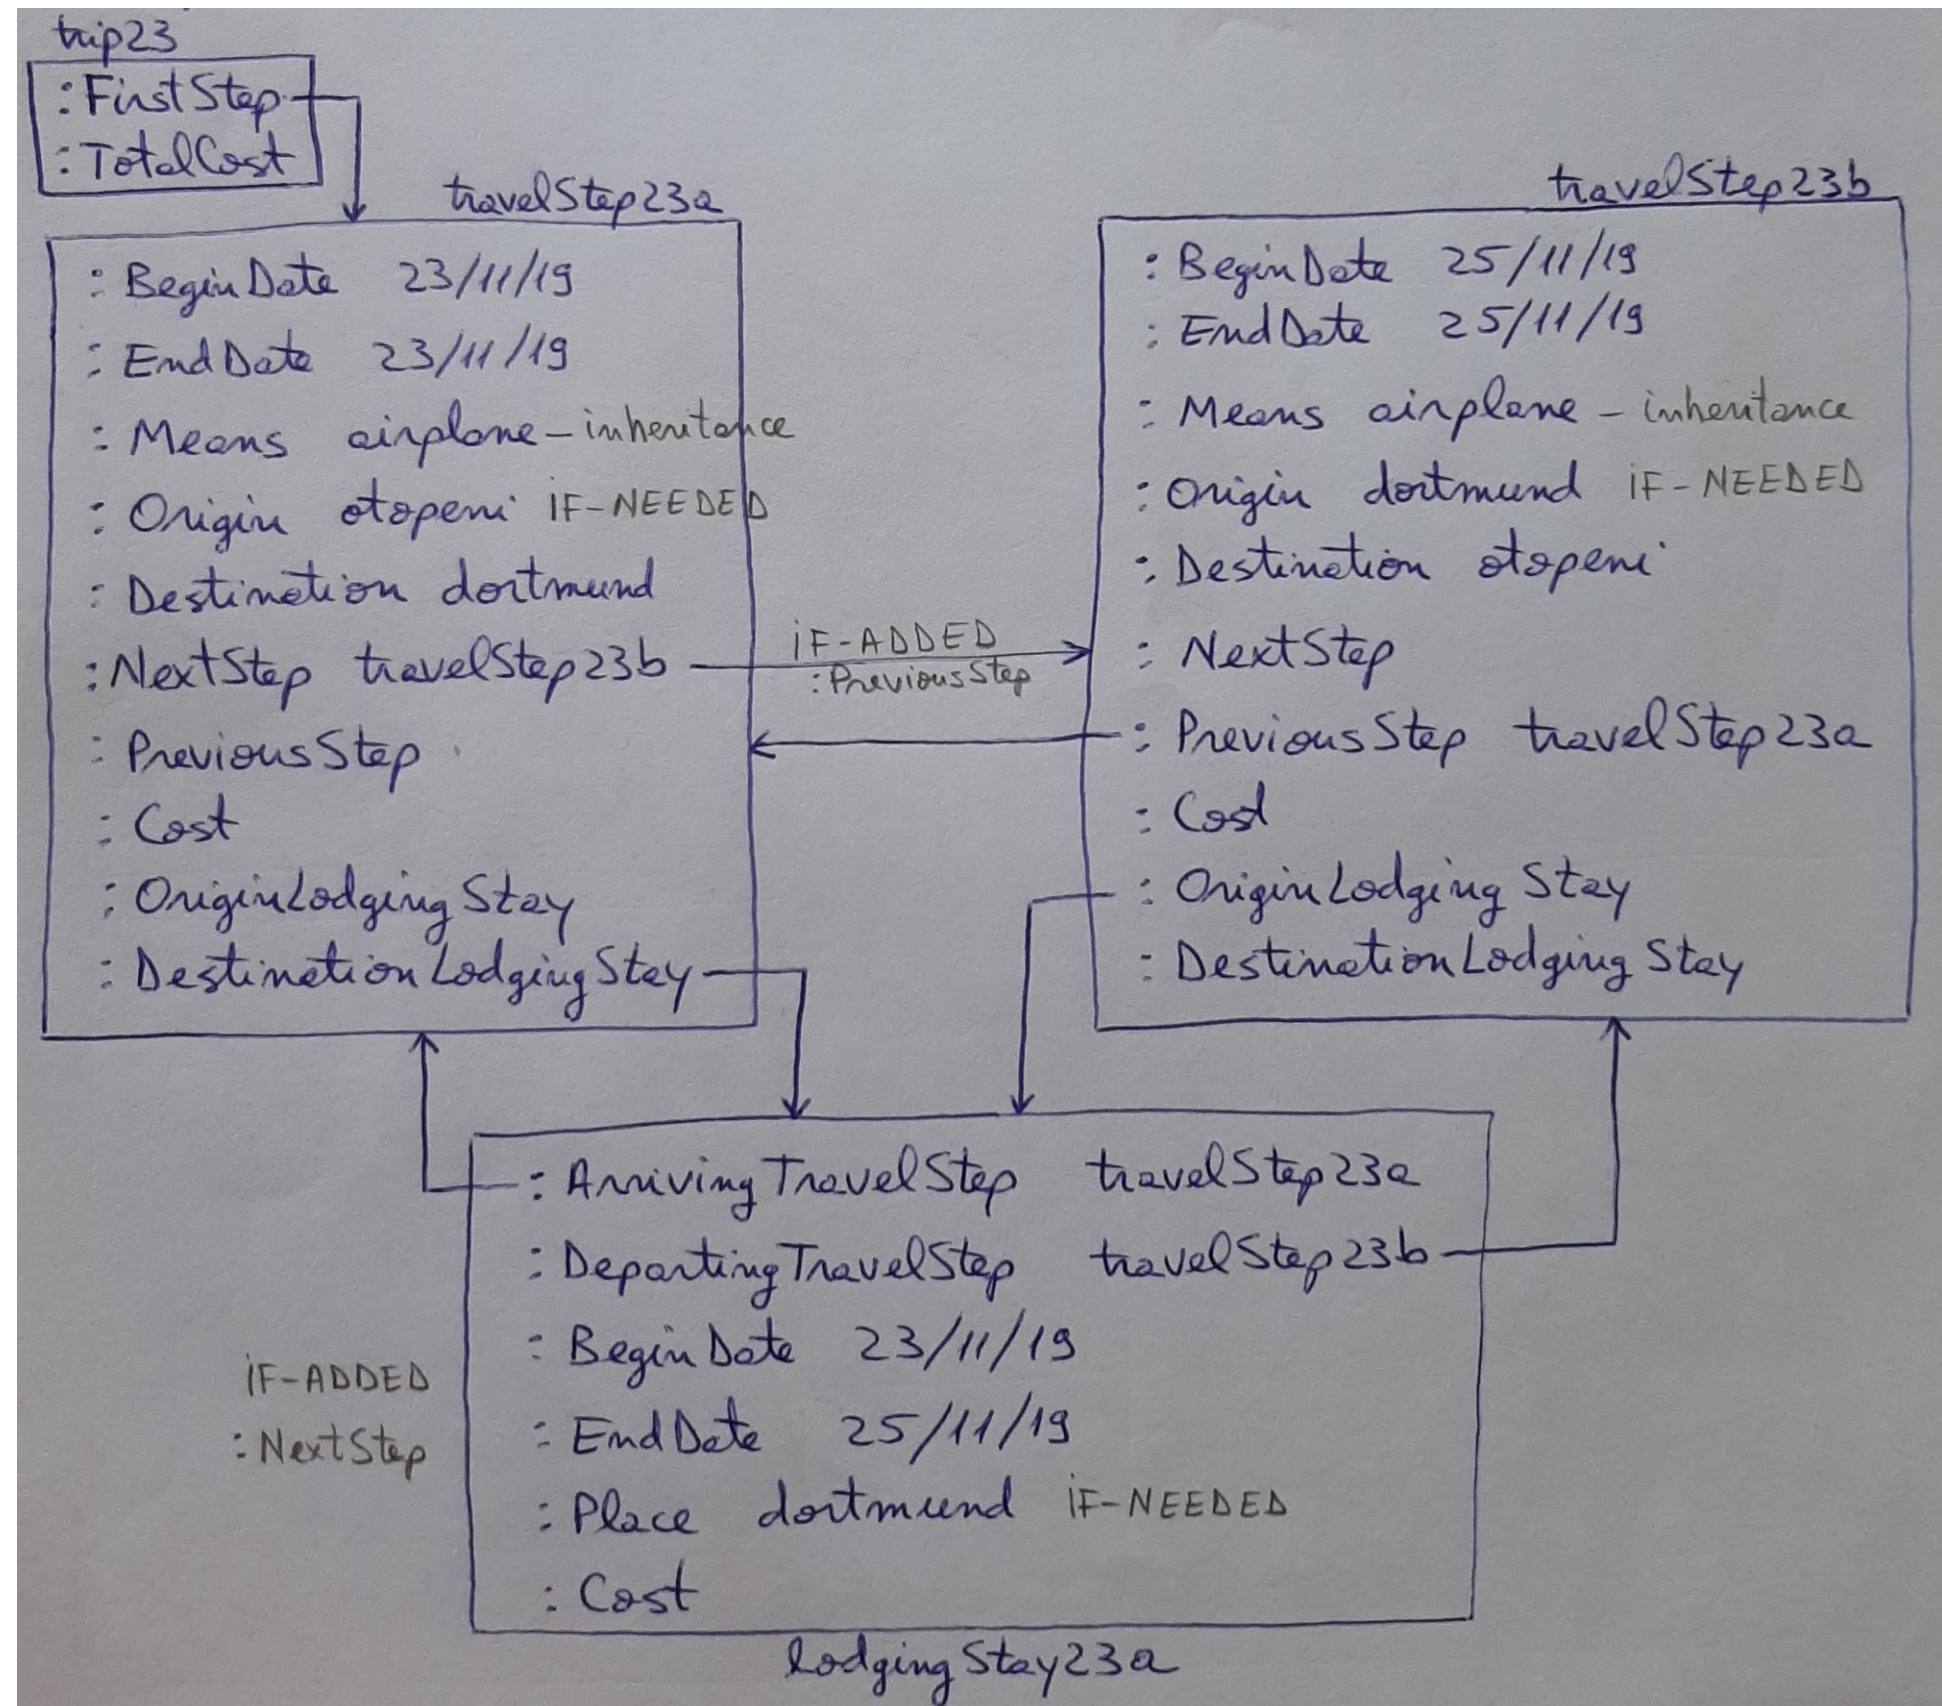 trip23
:FirstStep
:TotalCost
travelStep23a
:BeginDate 23/11/19
:EndDate 23/11/19
:Means airplane - inheritance
:Origin otopeni IF-NEEDED
:Destination dortmund
:NextStep travelStep23b
:PreviousStep
:Cost
:OriginLodgingStay
:DestinationLodgingStay
IF-ADDED
:PreviousStep
travelStep23b
:BeginDate 25/11/19
:EndDate 25/11/19
:Means airplane - inheritance
:Origin dortmund IF-NEEDED
:Destination otopeni
:NextStep
:PreviousStep travelStep23a
:Cost
:OriginLodgingStay
:DestinationLodgingStay
:ArrivingTravelStep travelStep23a
:DepartingTravelStep travelStep23b
:BeginDate 23/11/19
:EndDate 25/11/19
:Place dortmund IF-NEEDED
:Cost
lodgingStay23a
IF-ADDED
:NextStep